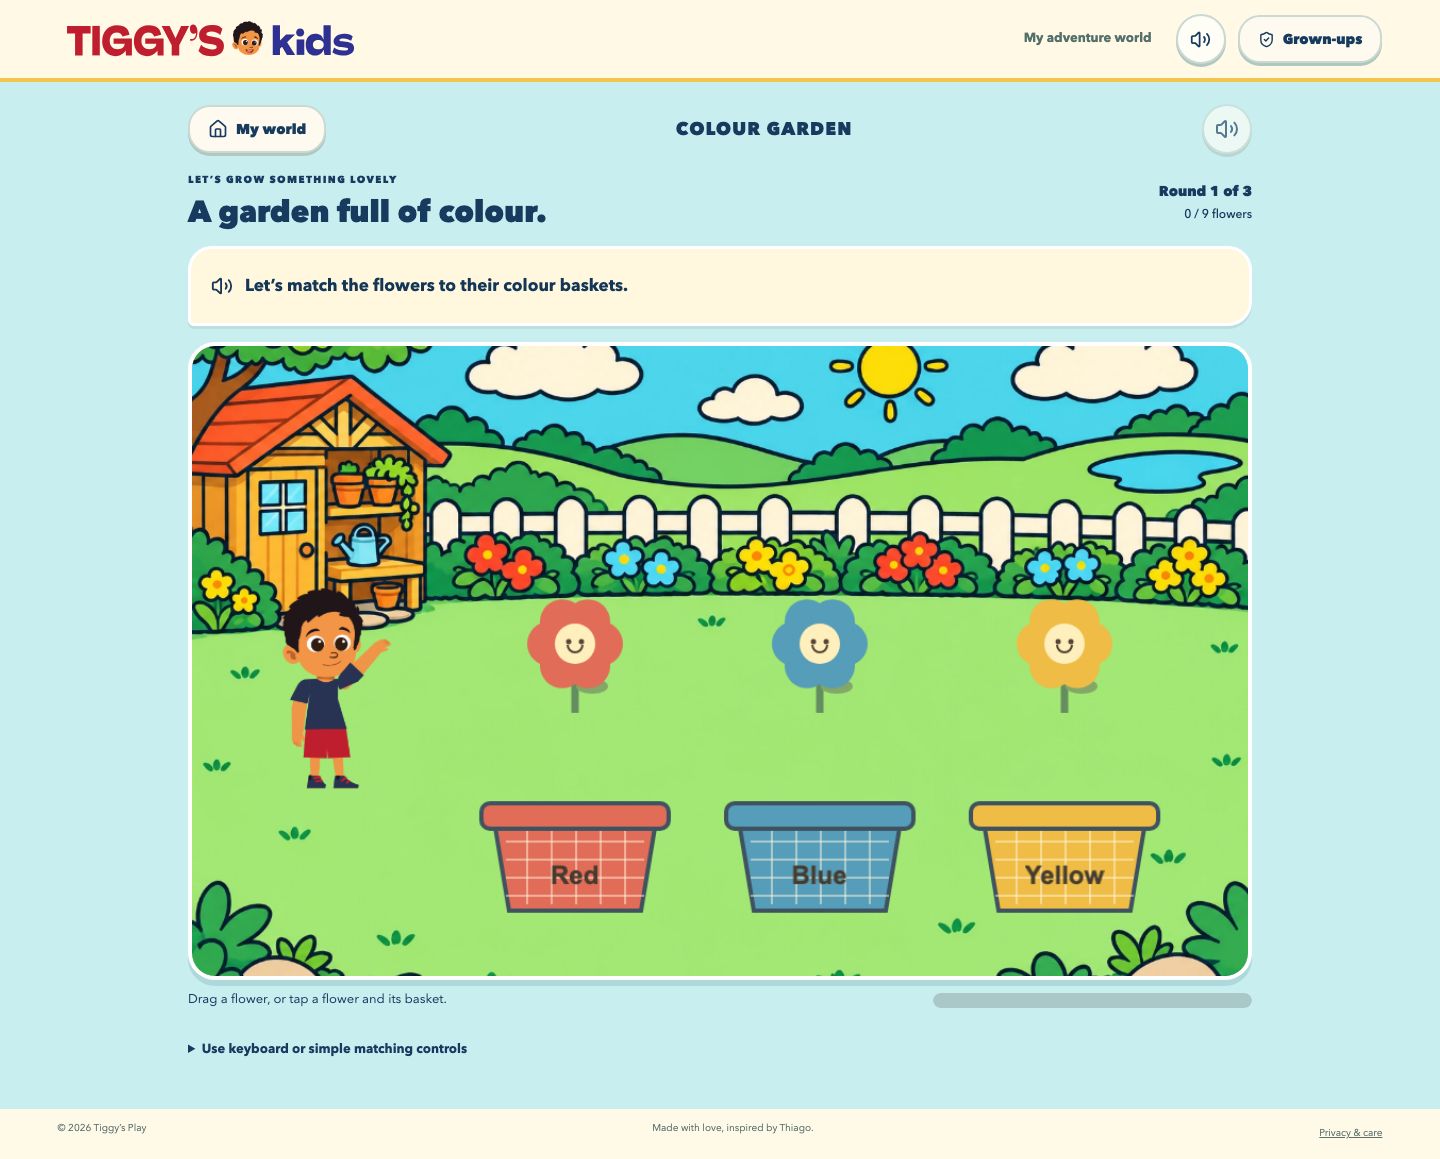 TIGGY'S kids
My adventure world
Grown-ups
My world
COLOUR GARDEN
LET'S GROW SOMETHING LOVELY
A garden full of colour.
Round 1 of 3
0 / 9 flowers
Let's match the flowers to their colour baskets.
Red
Blue
Yellow
Drag a flower, or tap a flower and its basket.
Use keyboard or simple matching controls
© 2026 Tiggy's Play
Made with love, inspired by Thiago.
Privacy & care